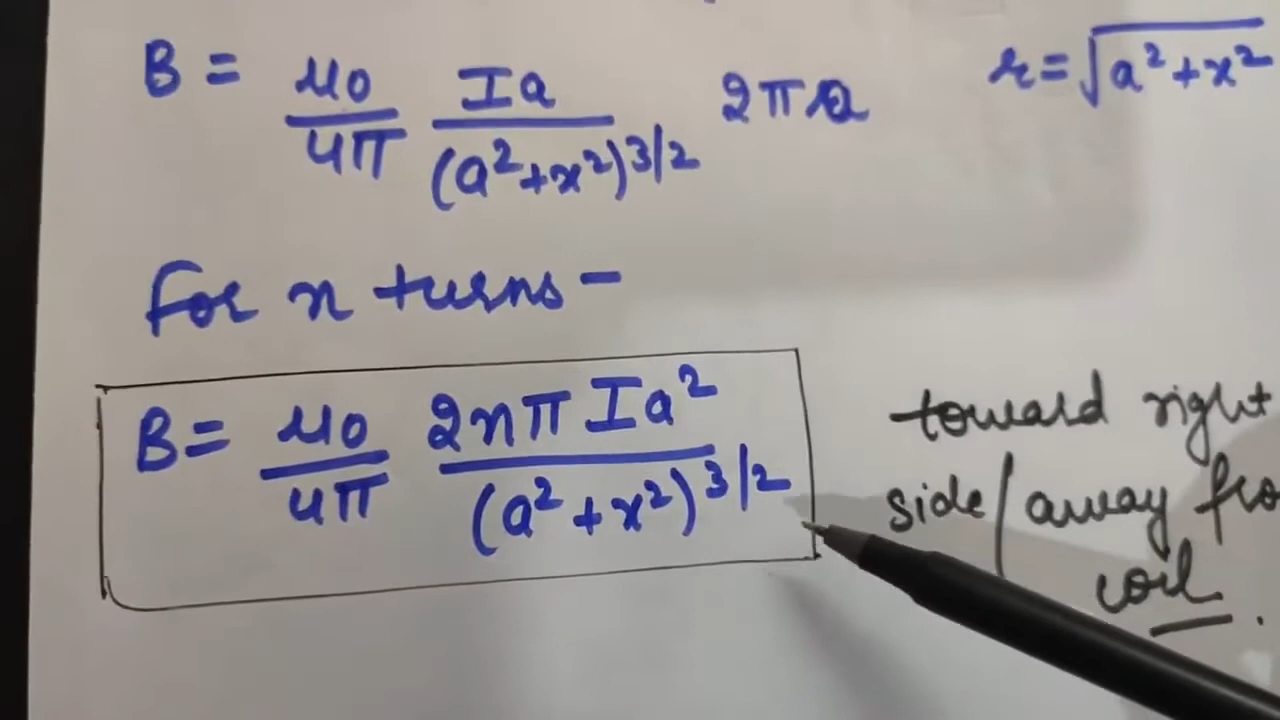 B = μ0/4π Ia/(a²+x²)^3/2 2πa
r = √a²+x²
For n turns -
B = μ0/4π 2nπIa²/(a²+x²)^3/2
toward right
side/away
coil.